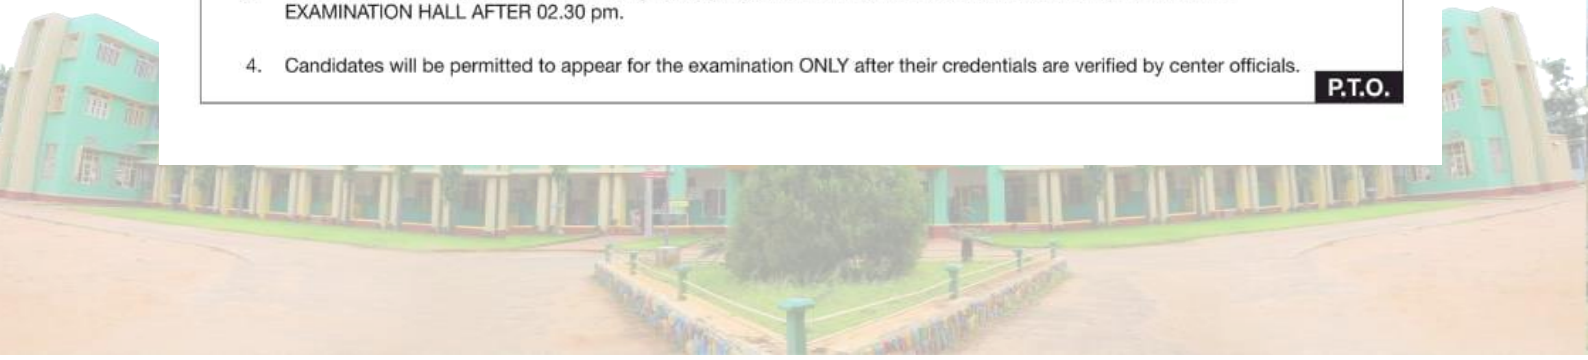 EXAMINATION HALL AFTER 02.30 pm.
4. Candidates will be permitted to appear for the examination ONLY after their credentials are verified by center officials.
P.T.O.